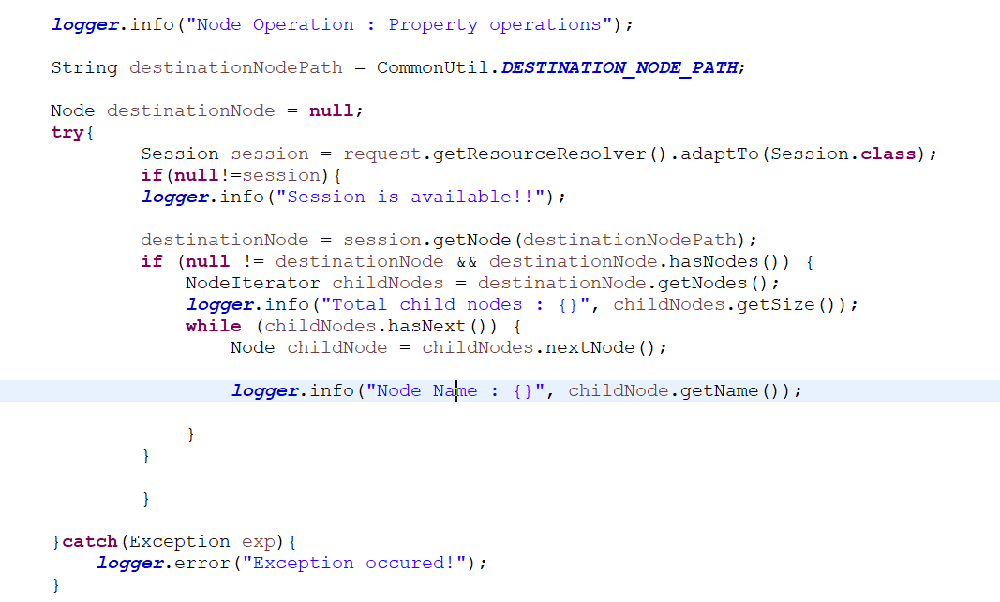 logger.info("Node Operation : Property operations");
String destinationNodePath = CommonUtil.DESTINATION_NODE_PATH;
Node destinationNode = null;
try{
Session session = request.getResourceResolver().adaptTo(Session.class);
if(null!=session){
logger.info("Session is available!!");
destinationNode = session.getNode(destinationNodePath);
if (null != destinationNode && destinationNode.hasNodes()) {
NodeIterator childNodes = destinationNode.getNodes();
logger.info("Total child nodes : {}", childNodes.getSize());
while (childNodes.hasNext()) {
Node childNode = childNodes.nextNode();
logger.info("Node Name : {}", childNode.getName());
}
}
}
}catch(Exception exp){
logger.error("Exception occured!");
}